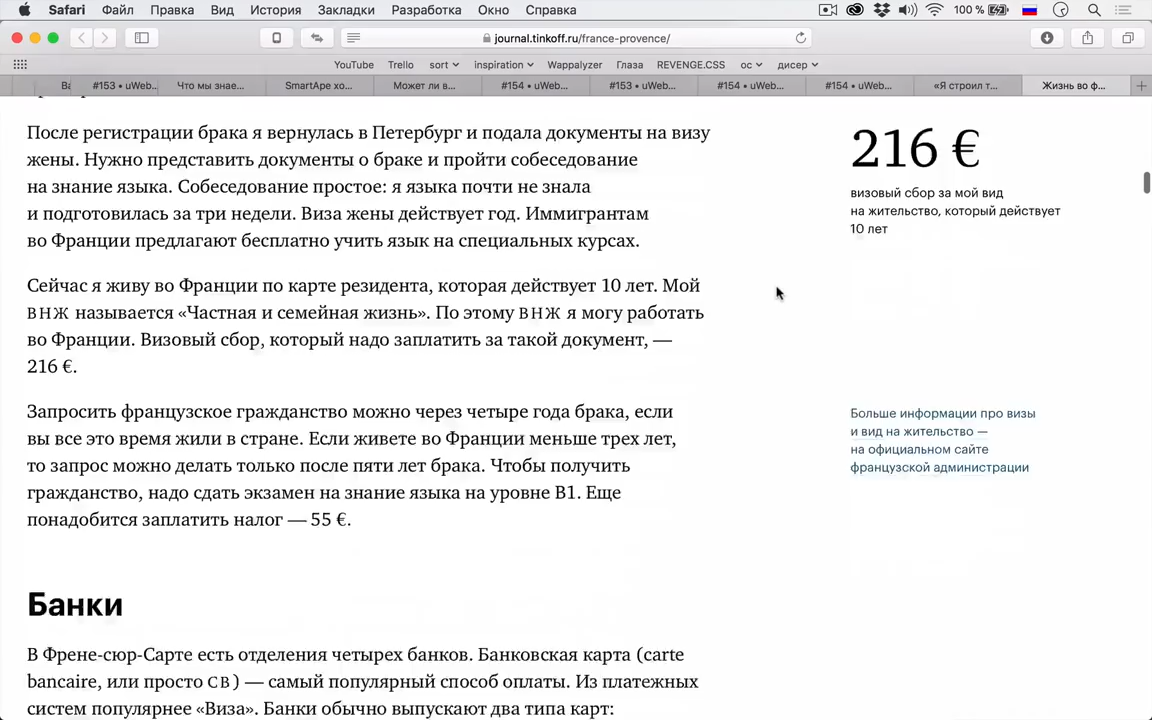 Safari Файл Правка Вид История Закладки Разработка Окно Справка 100 %
journal.tinkoff.ru/france-provence/
YouTube Trello sort inspiration Wappalyzer Глаза REVENGE.CSS ос дисер
Ва #153 • uWeb... Что мы знае... SmartApe хо... Может ли в... #154 • uWeb... #153 • uWeb... #154 • uWeb... #154 • uWeb... «Я строил т... Жизнь во ф...
После регистрации брака я вернулась в Петербург и подала документы на визу
жены. Нужно представить документы о браке и пройти собеседование
на знание языка. Собеседование простое: я языка почти не знала
и подготовилась за три недели. Виза жены действует год. Иммигрантам
во Франции предлагают бесплатно учить язык на специальных курсах.
216 €
визовый сбор за мой вид
на жительство, который действует
10 лет
Сейчас я живу во Франции по карте резидента, которая действует 10 лет. Мой
ВНЖ называется «Частная и семейная жизнь». По этому ВНЖ я могу работать
во Франции. Визовый сбор, который надо заплатить за такой документ, —
216 €.
Запросить французское гражданство можно через четыре года брака, если
вы все это время жили в стране. Если живете во Франции меньше трех лет,
то запрос можно делать только после пяти лет брака. Чтобы получить
гражданство, надо сдать экзамен на знание языка на уровне B1. Еще
понадобится заплатить налог — 55 €.
Больше информации про визы
и вид на жительство —
на официальном сайте
французской администрации
Банки
В Френе-сюр-Сарте есть отделения четырех банков. Банковская карта (carte
bancaire, или просто CB) — самый популярный способ оплаты. Из платежных
систем популярнее «Виза». Банки обычно выпускают два типа карт: